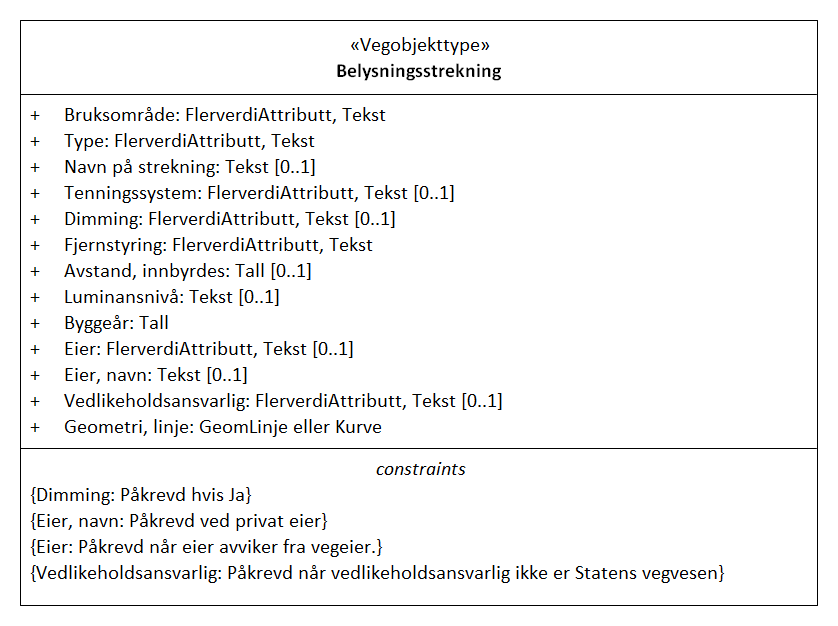 «Vegobjekttype»
Belysningsstrekning
+ Bruksområde: FlerverdiAttributt, Tekst
+ Type: FlerverdiAttributt, Tekst
+ Navn på strekning: Tekst [0..1]
+ Tenningssystem: FlerverdiAttributt, Tekst [0..1]
+ Dimming: FlerverdiAttributt, Tekst [0..1]
+ Fjernstyring: FlerverdiAttributt, Tekst
+ Avstand, innbyrdes: Tall [0..1]
+ Luminansnivå: Tekst [0..1]
+ Byggeår: Tall
+ Eier: FlerverdiAttributt, Tekst [0..1]
+ Eier, navn: Tekst [0..1]
+ Vedlikeholdsansvarlig: FlerverdiAttributt, Tekst [0..1]
+ Geometri, linje: GeomLinje eller Kurve
constraints
{Dimming: Påkrevd hvis Ja}
{Eier, navn: Påkrevd ved privat eier}
{Eier: Påkrevd når eier avviker fra vegeier.}
{Vedlikeholdsansvarlig: Påkrevd når vedlikeholdsansvarlig ikke er Statens vegvesen}